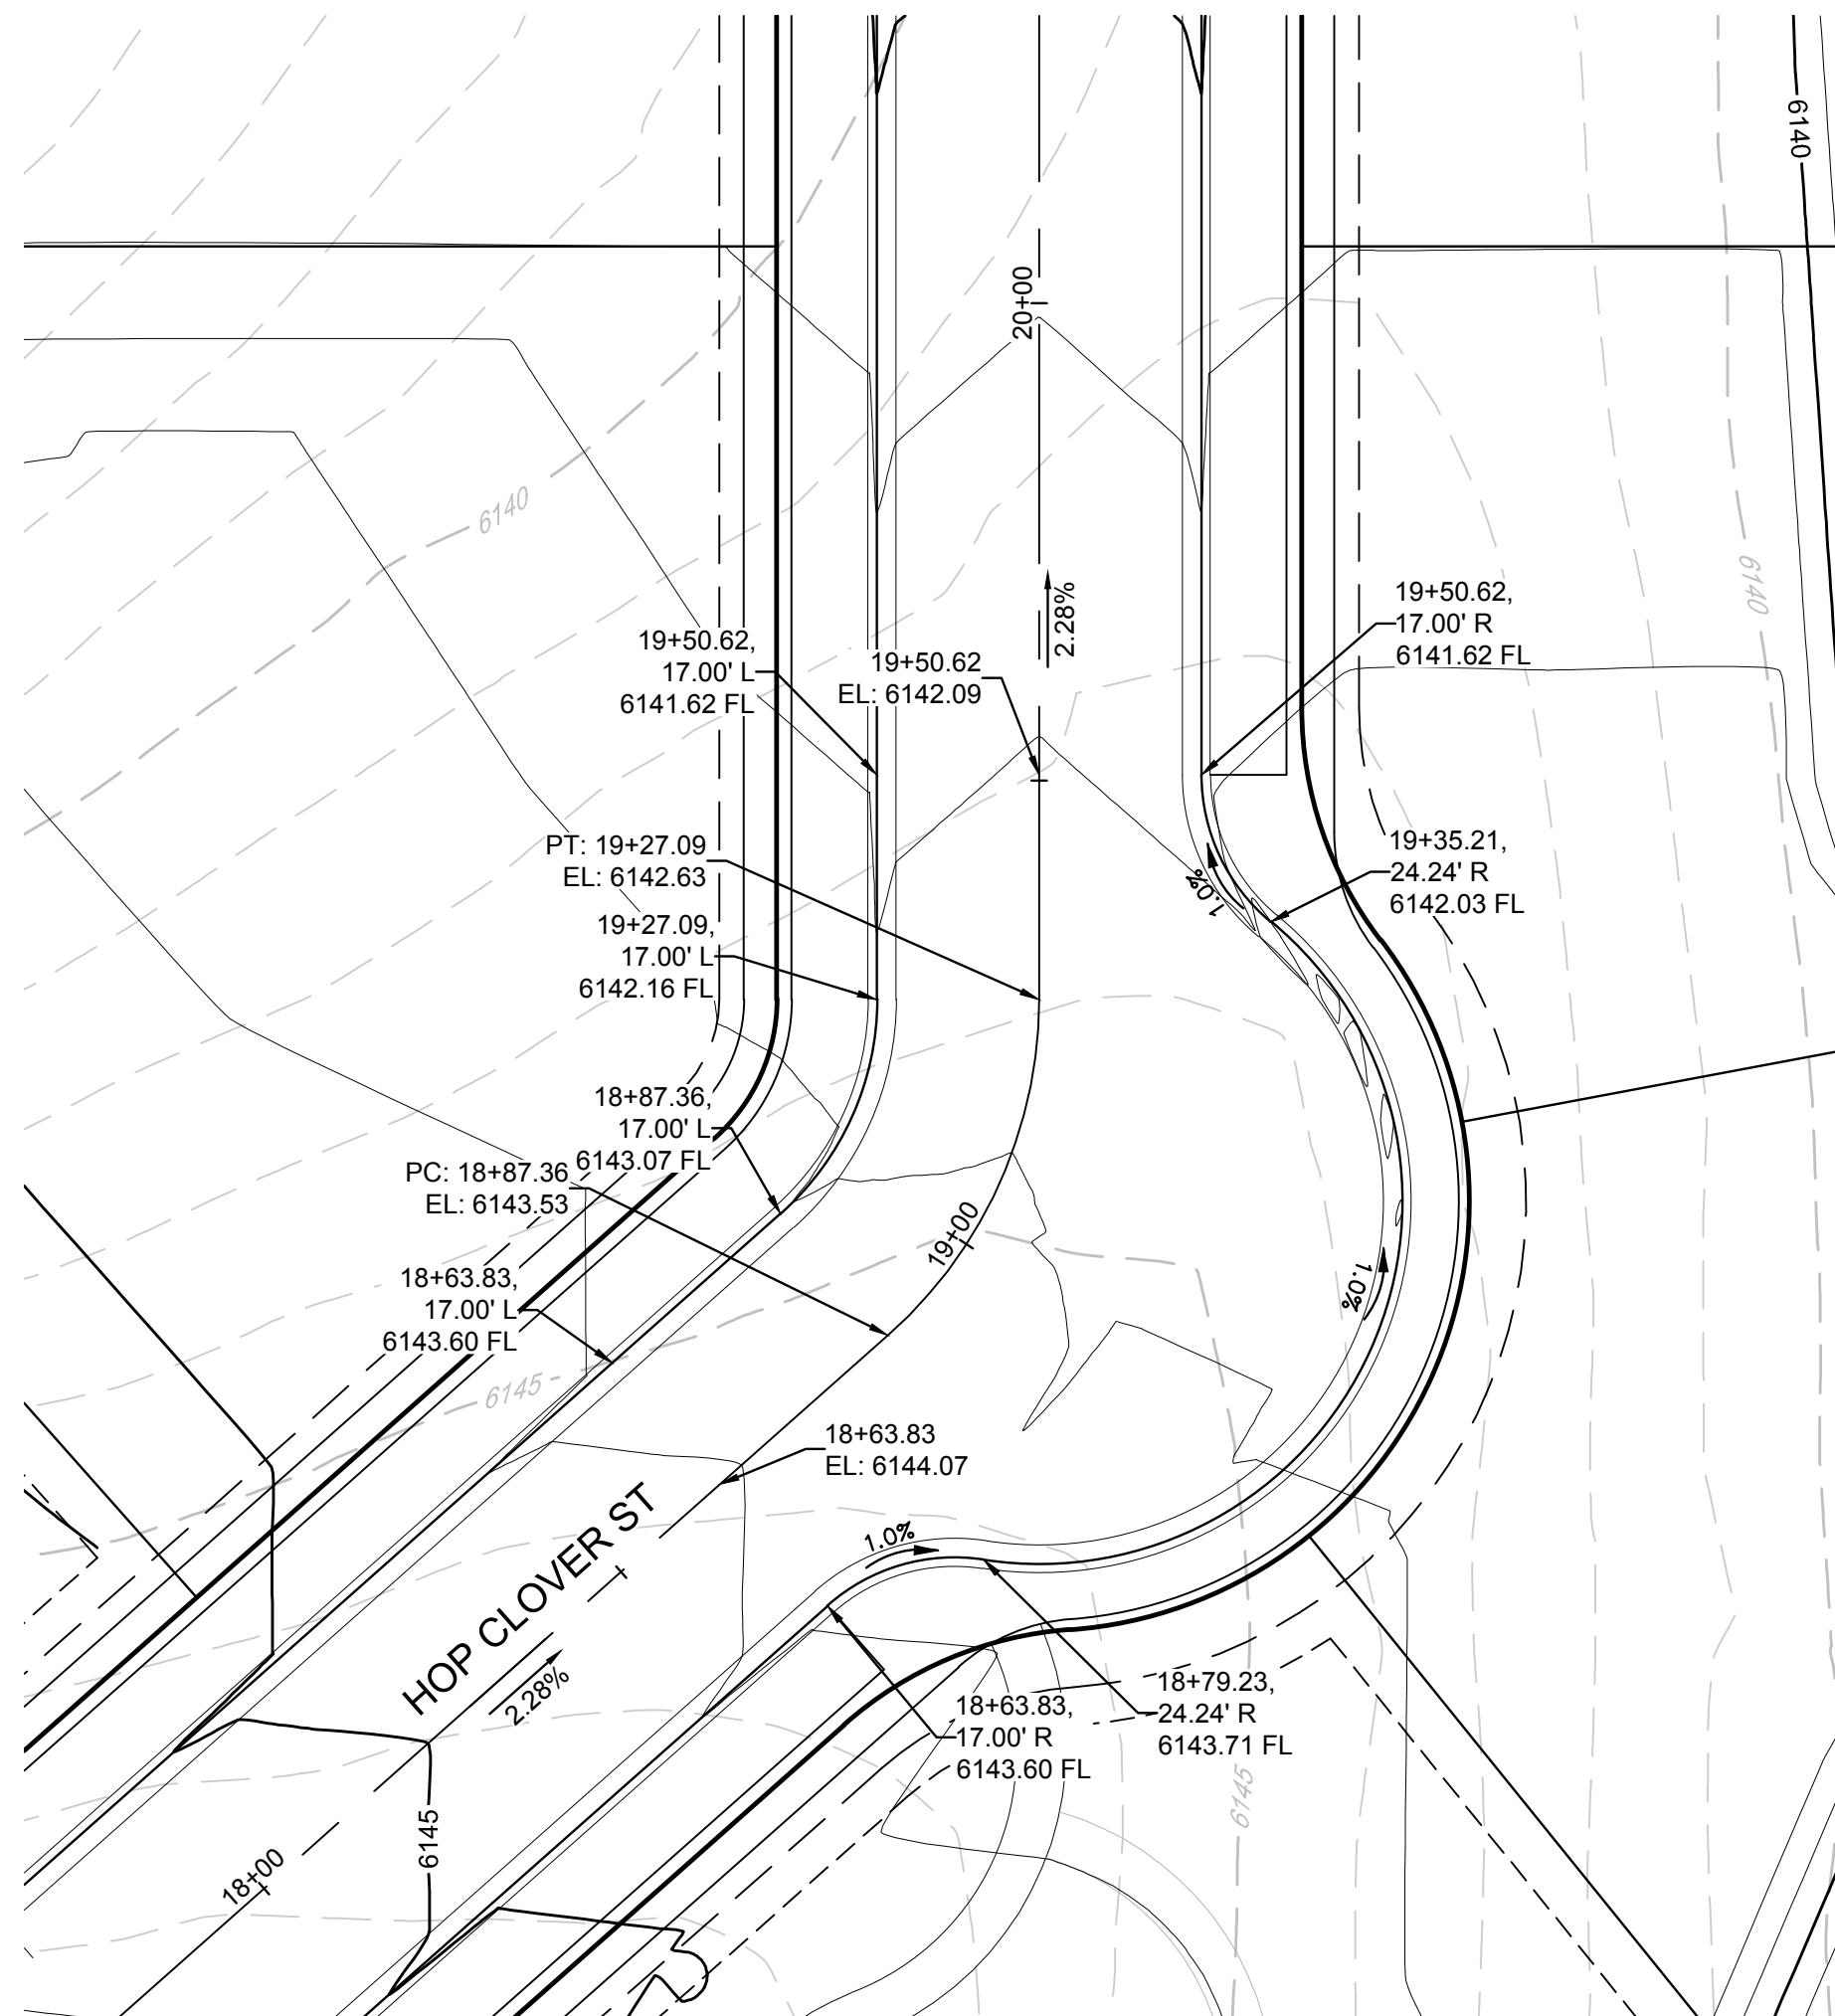 6140
20+00
6140
2.28%
6140
19+50.62,
17.00' L
6141.62 FL
19+50.62
EL: 6142.09
19+50.62,
17.00' R
6141.62 FL
PT: 19+27.09
EL: 6142.63
19+35.21,
24.24' R
6142.03 FL
1.0%
19+27.09,
17.00' L
6142.16 FL
18+87.36,
17.00' L
6143.07 FL
PC: 18+87.36
EL: 6143.53
19+00
1.0%
18+63.83,
17.00' L
6143.60 FL
6145
18+63.83
EL: 6144.07
1.0%
HOP CLOVER ST
2.28%
18+63.83,
17.00' R
6143.60 FL
18+79.23,
24.24' R
6143.71 FL
6145
6145
18+00